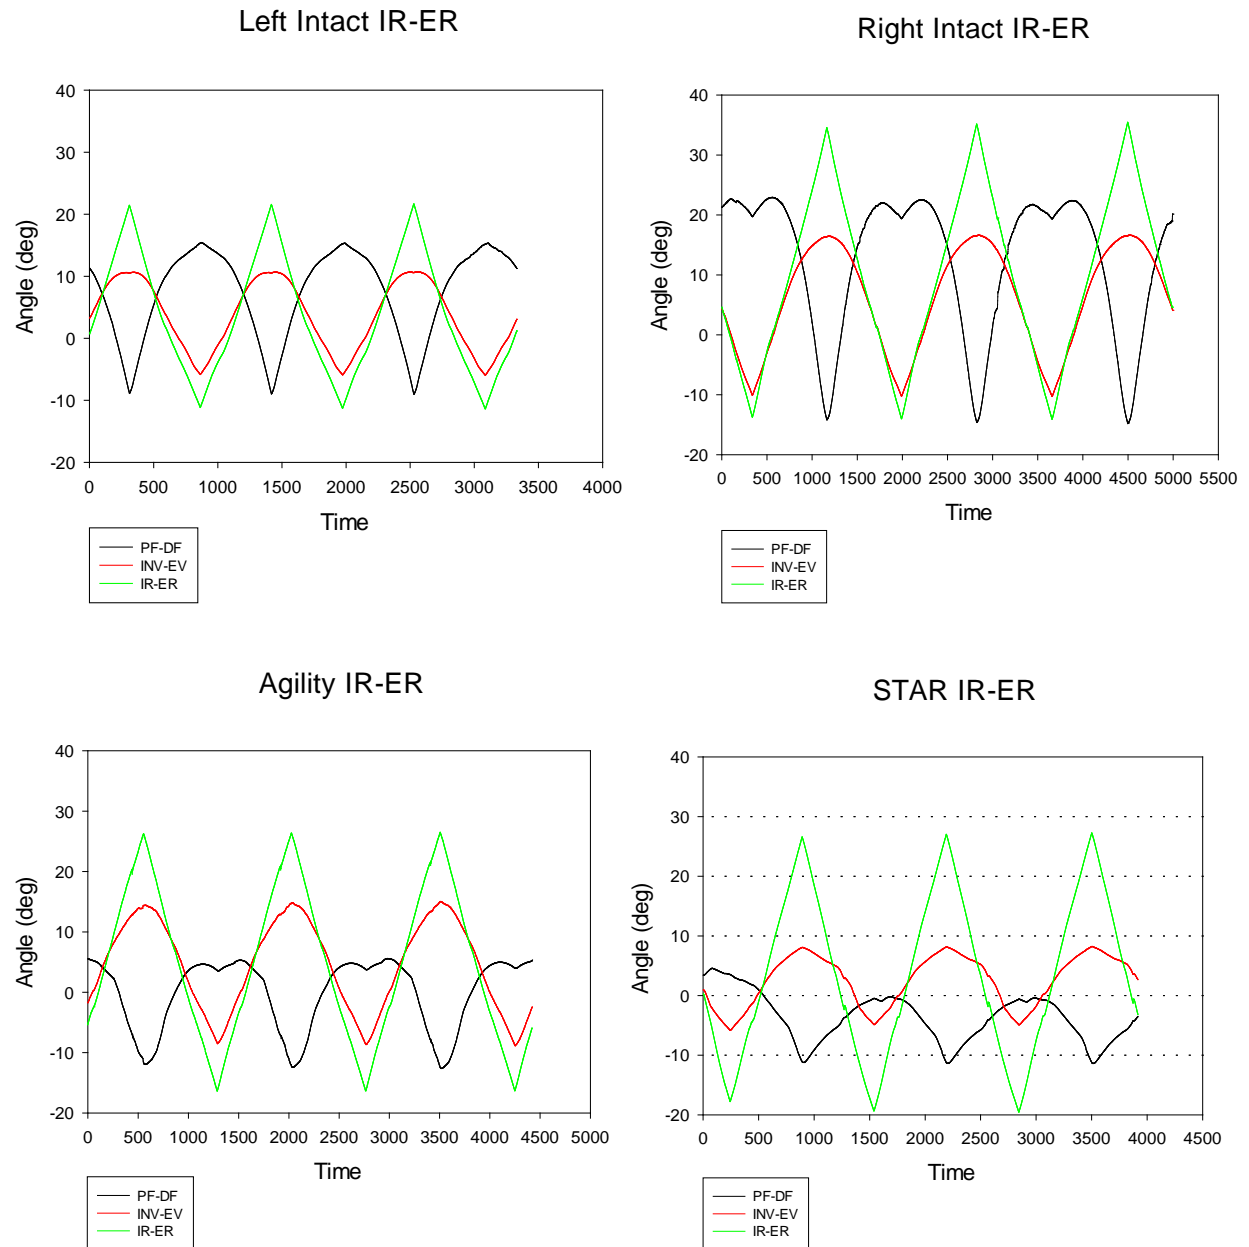 Left Intact IR-ER
Angle (deg)
40
30
20
10
0
-10
-20
0 500 1000 1500 2000 2500 3000 3500 4000
Time
PF-DF
INV-EV
IR-ER
Right Intact IR-ER
Angle (deg)
40
30
20
10
0
-10
-20
0 500 1000 1500 2000 2500 3000 3500 4000 4500 5000 5500
Time
PF-DF
INV-EV
IR-ER
Agility IR-ER
Angle (deg)
40
30
20
10
0
-10
-20
0 500 1000 1500 2000 2500 3000 3500 4000 4500 5000
Time
PF-DF
INV-EV
IR-ER
STAR IR-ER
Angle (deg)
40
30
20
10
0
-10
-20
0 500 1000 1500 2000 2500 3000 3500 4000 4500
Time
PF-DF
INV-EV
IR-ER